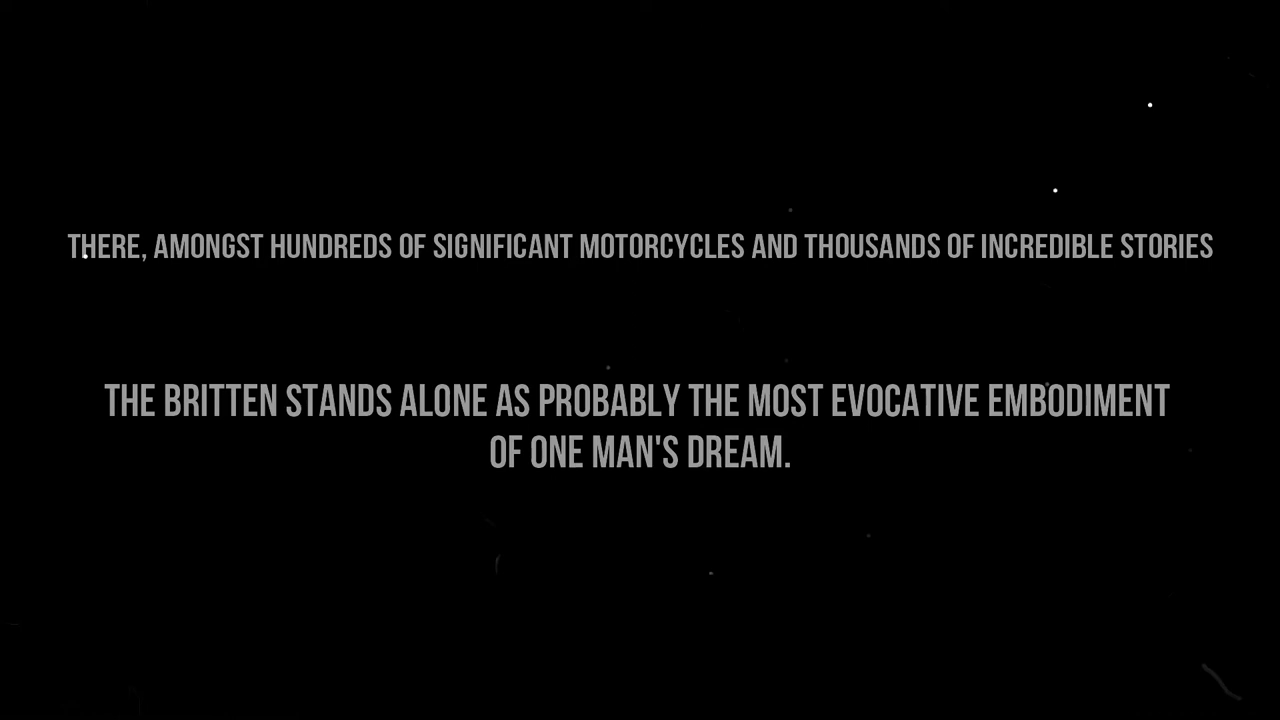 THERE, AMONGST HUNDREDS OF SIGNIFICANT MOTORCYCLES AND THOUSANDS OF INCREDIBLE STORIES
THE BRITTEN STANDS ALONE AS PROBABLY THE MOST EVOCATIVE EMBODIMENT
OF ONE MAN'S DREAM.